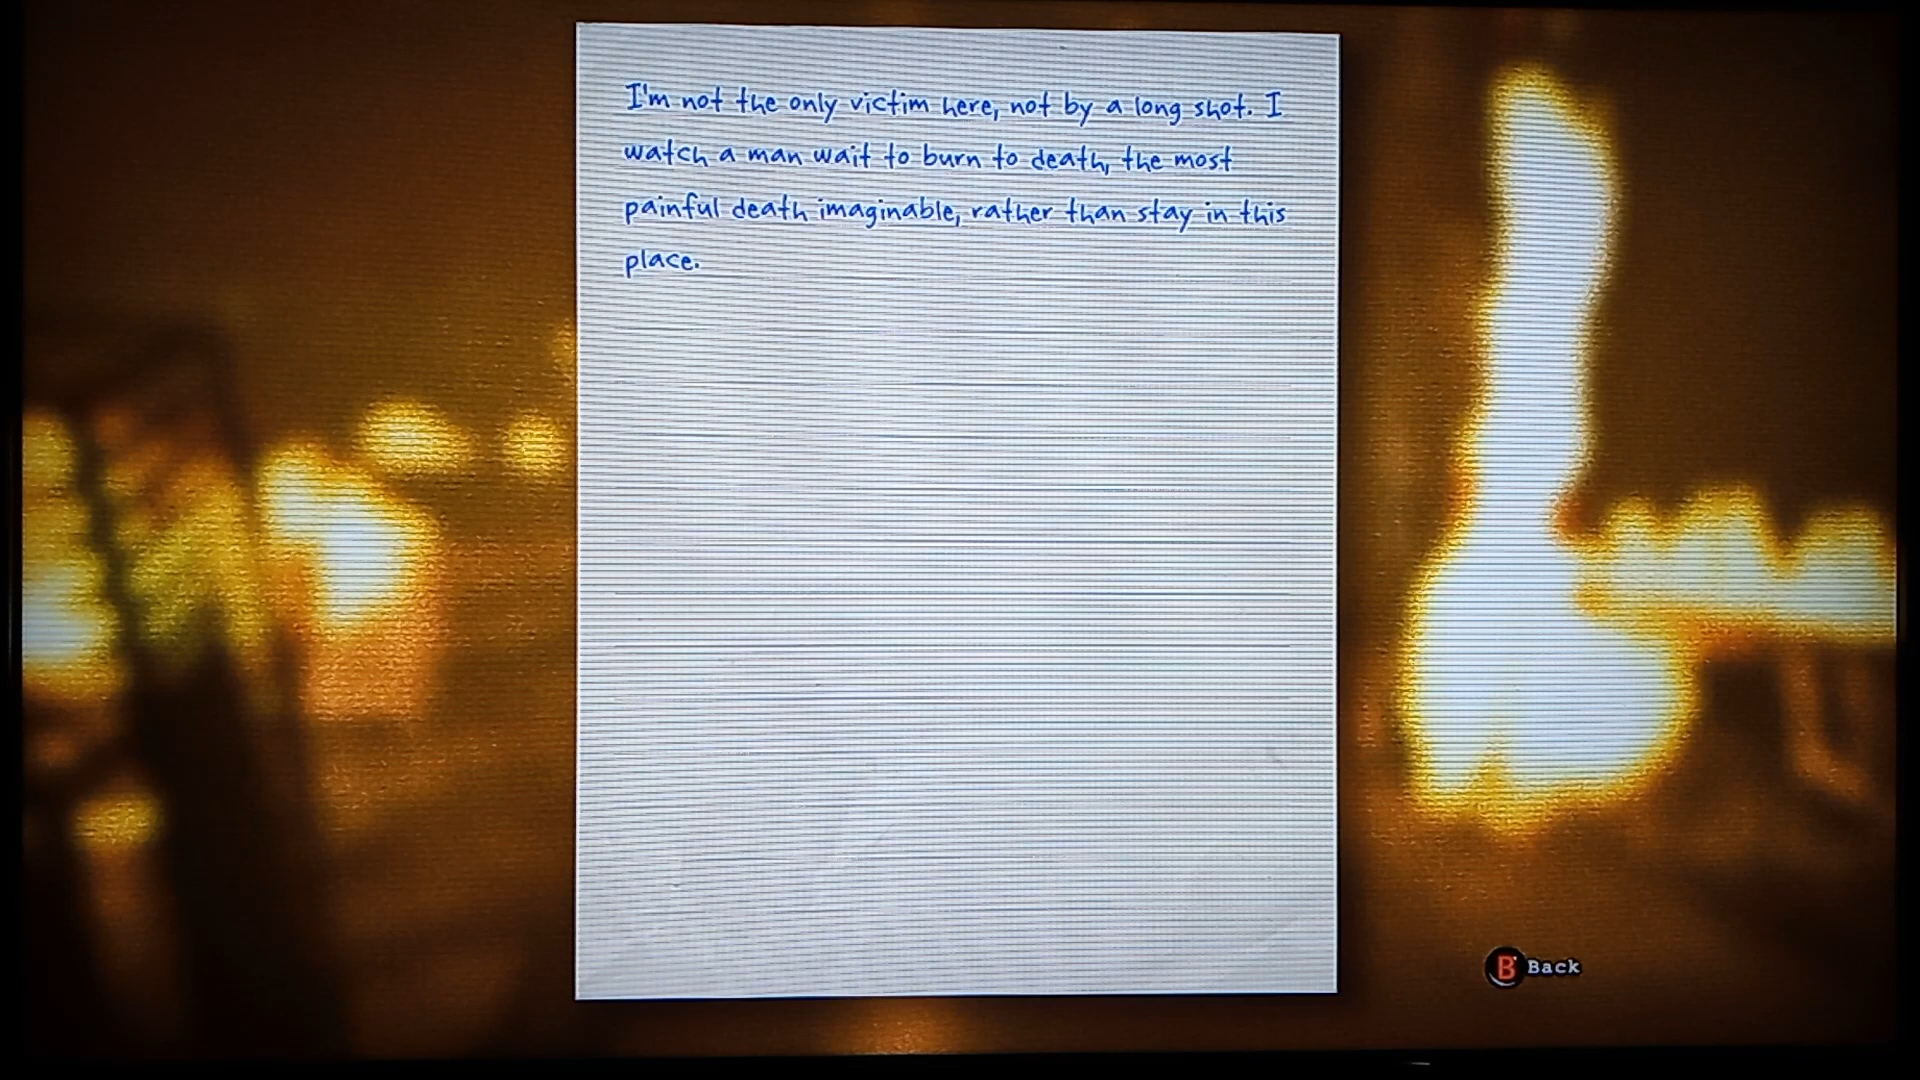 I'm not the only victim here, not by a long shot. I
watch a man wait to burn to death, the most
painful death imaginable, rather than stay in this
place.
B Back